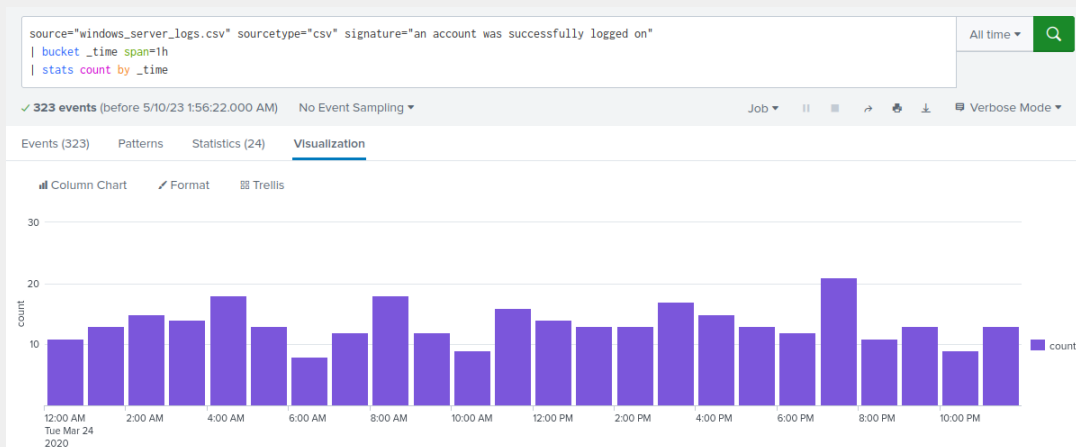 source="windows_server_logs.csv" sourcetype="csv" signature="an account was successfully logged on"
| bucket _time span=1h
| stats count by _time
All time
323 events (before 5/10/23 1:56:22.000 AM)
No Event Sampling
Job
Verbose Mode
Events (323)
Patterns
Statistics (24)
Visualization
Column Chart
Format
Trellis
30
20
10
count
count
12:00 AM
Tue Mar 24
2020
2:00 AM
4:00 AM
6:00 AM
8:00 AM
10:00 AM
12:00 PM
2:00 PM
4:00 PM
6:00 PM
8:00 PM
10:00 PM